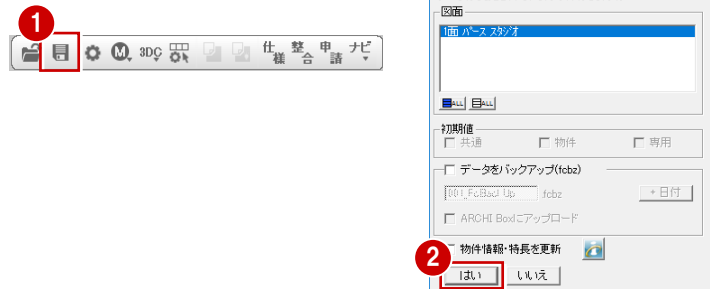 1
M 3DC 仕様 整合 申請 ナビ
図面
1面 パース スタジオ
ALL ALL
初期値
共通 物件 専用
データをバックアップ(fcbz)
.fcbz +日付
ARCHI Boxにアップロード
物件情報・特長を更新
2
はい いいえ